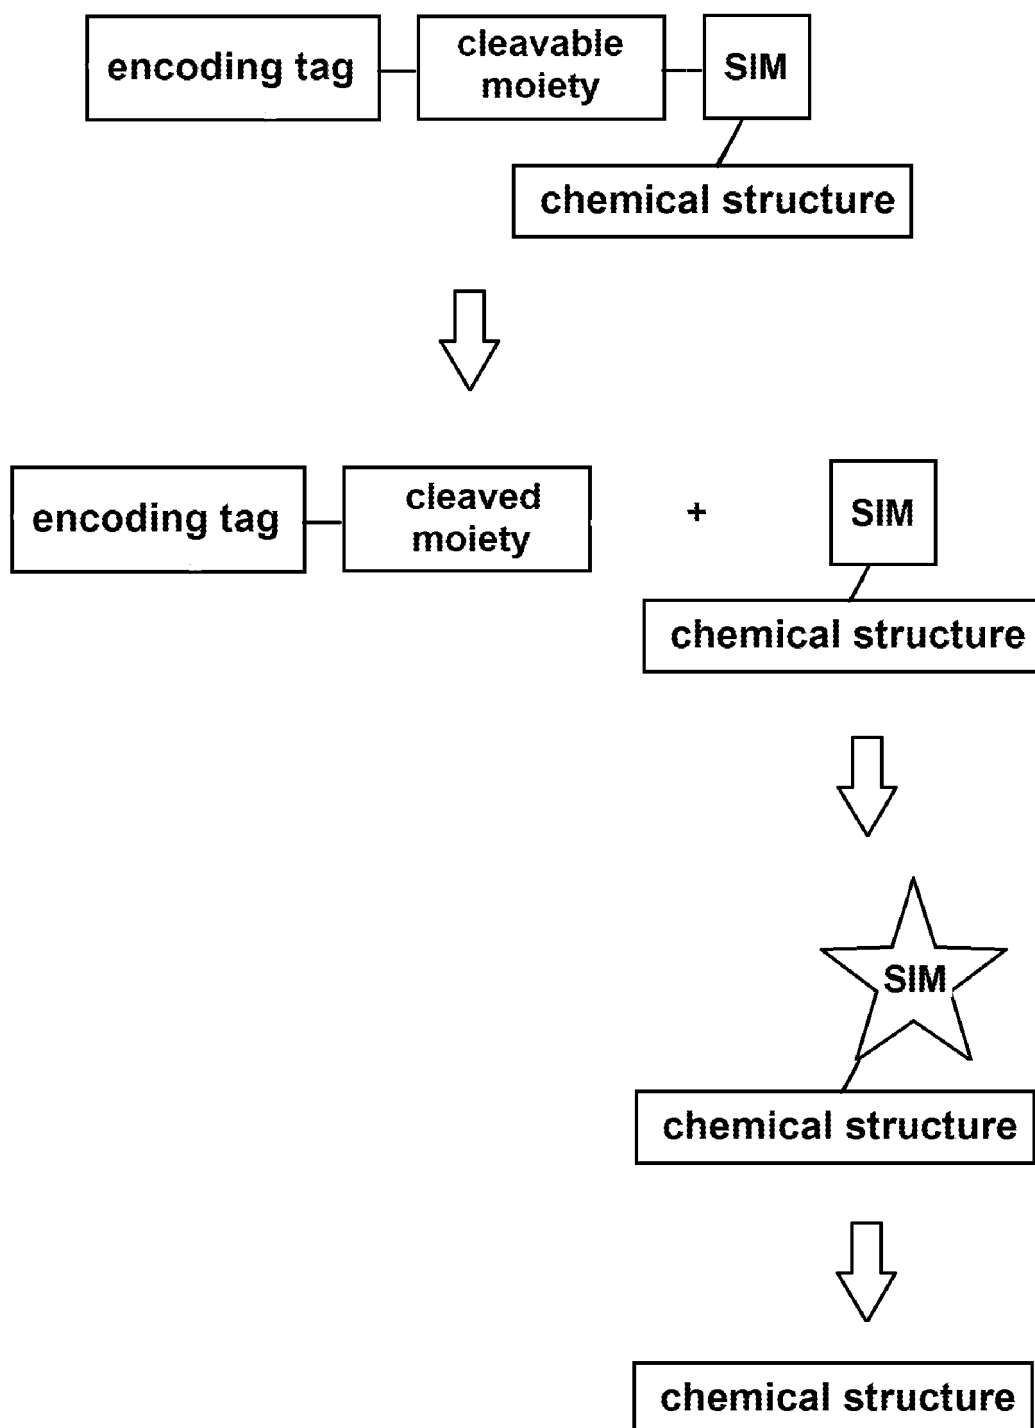 encoding tag
cleavable
moiety
SIM
chemical structure
encoding tag
cleaved
moiety
+
SIM
chemical structure
SIM
chemical structure
chemical structure